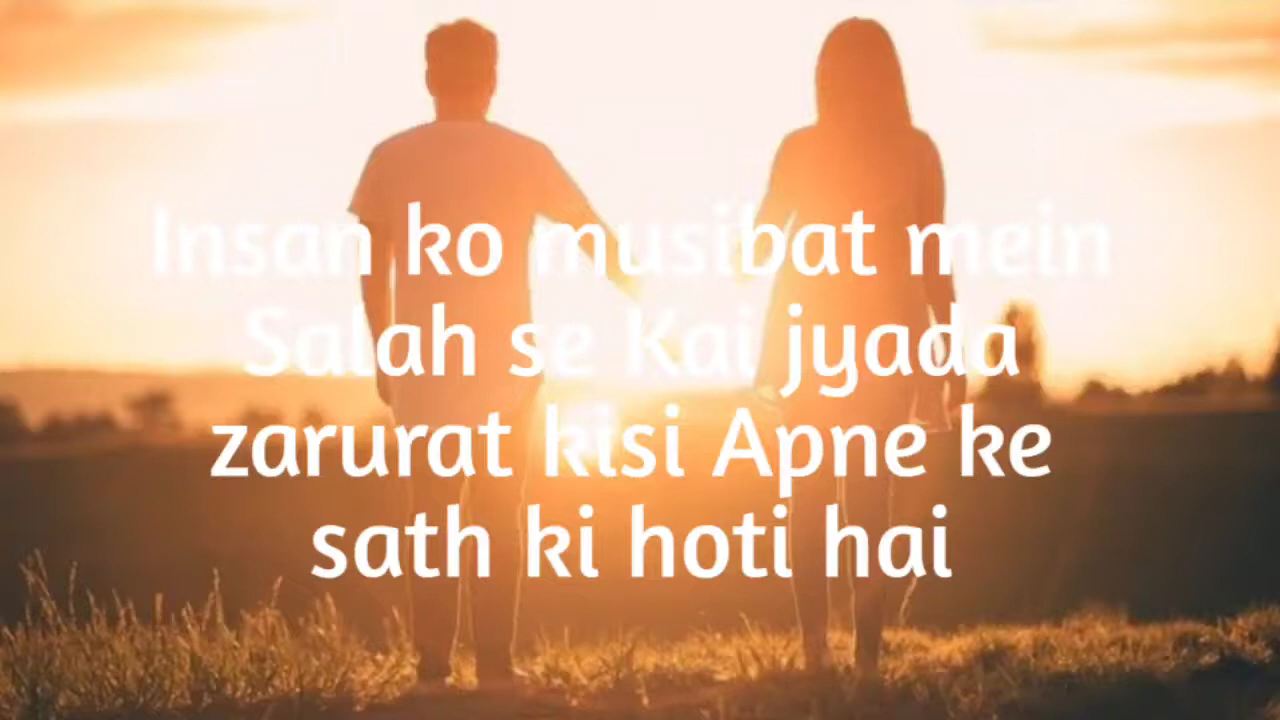 Insan ko musibat mein
Salah se Kai jyada
zarurat kisi Apne ke
sath ki hoti hai